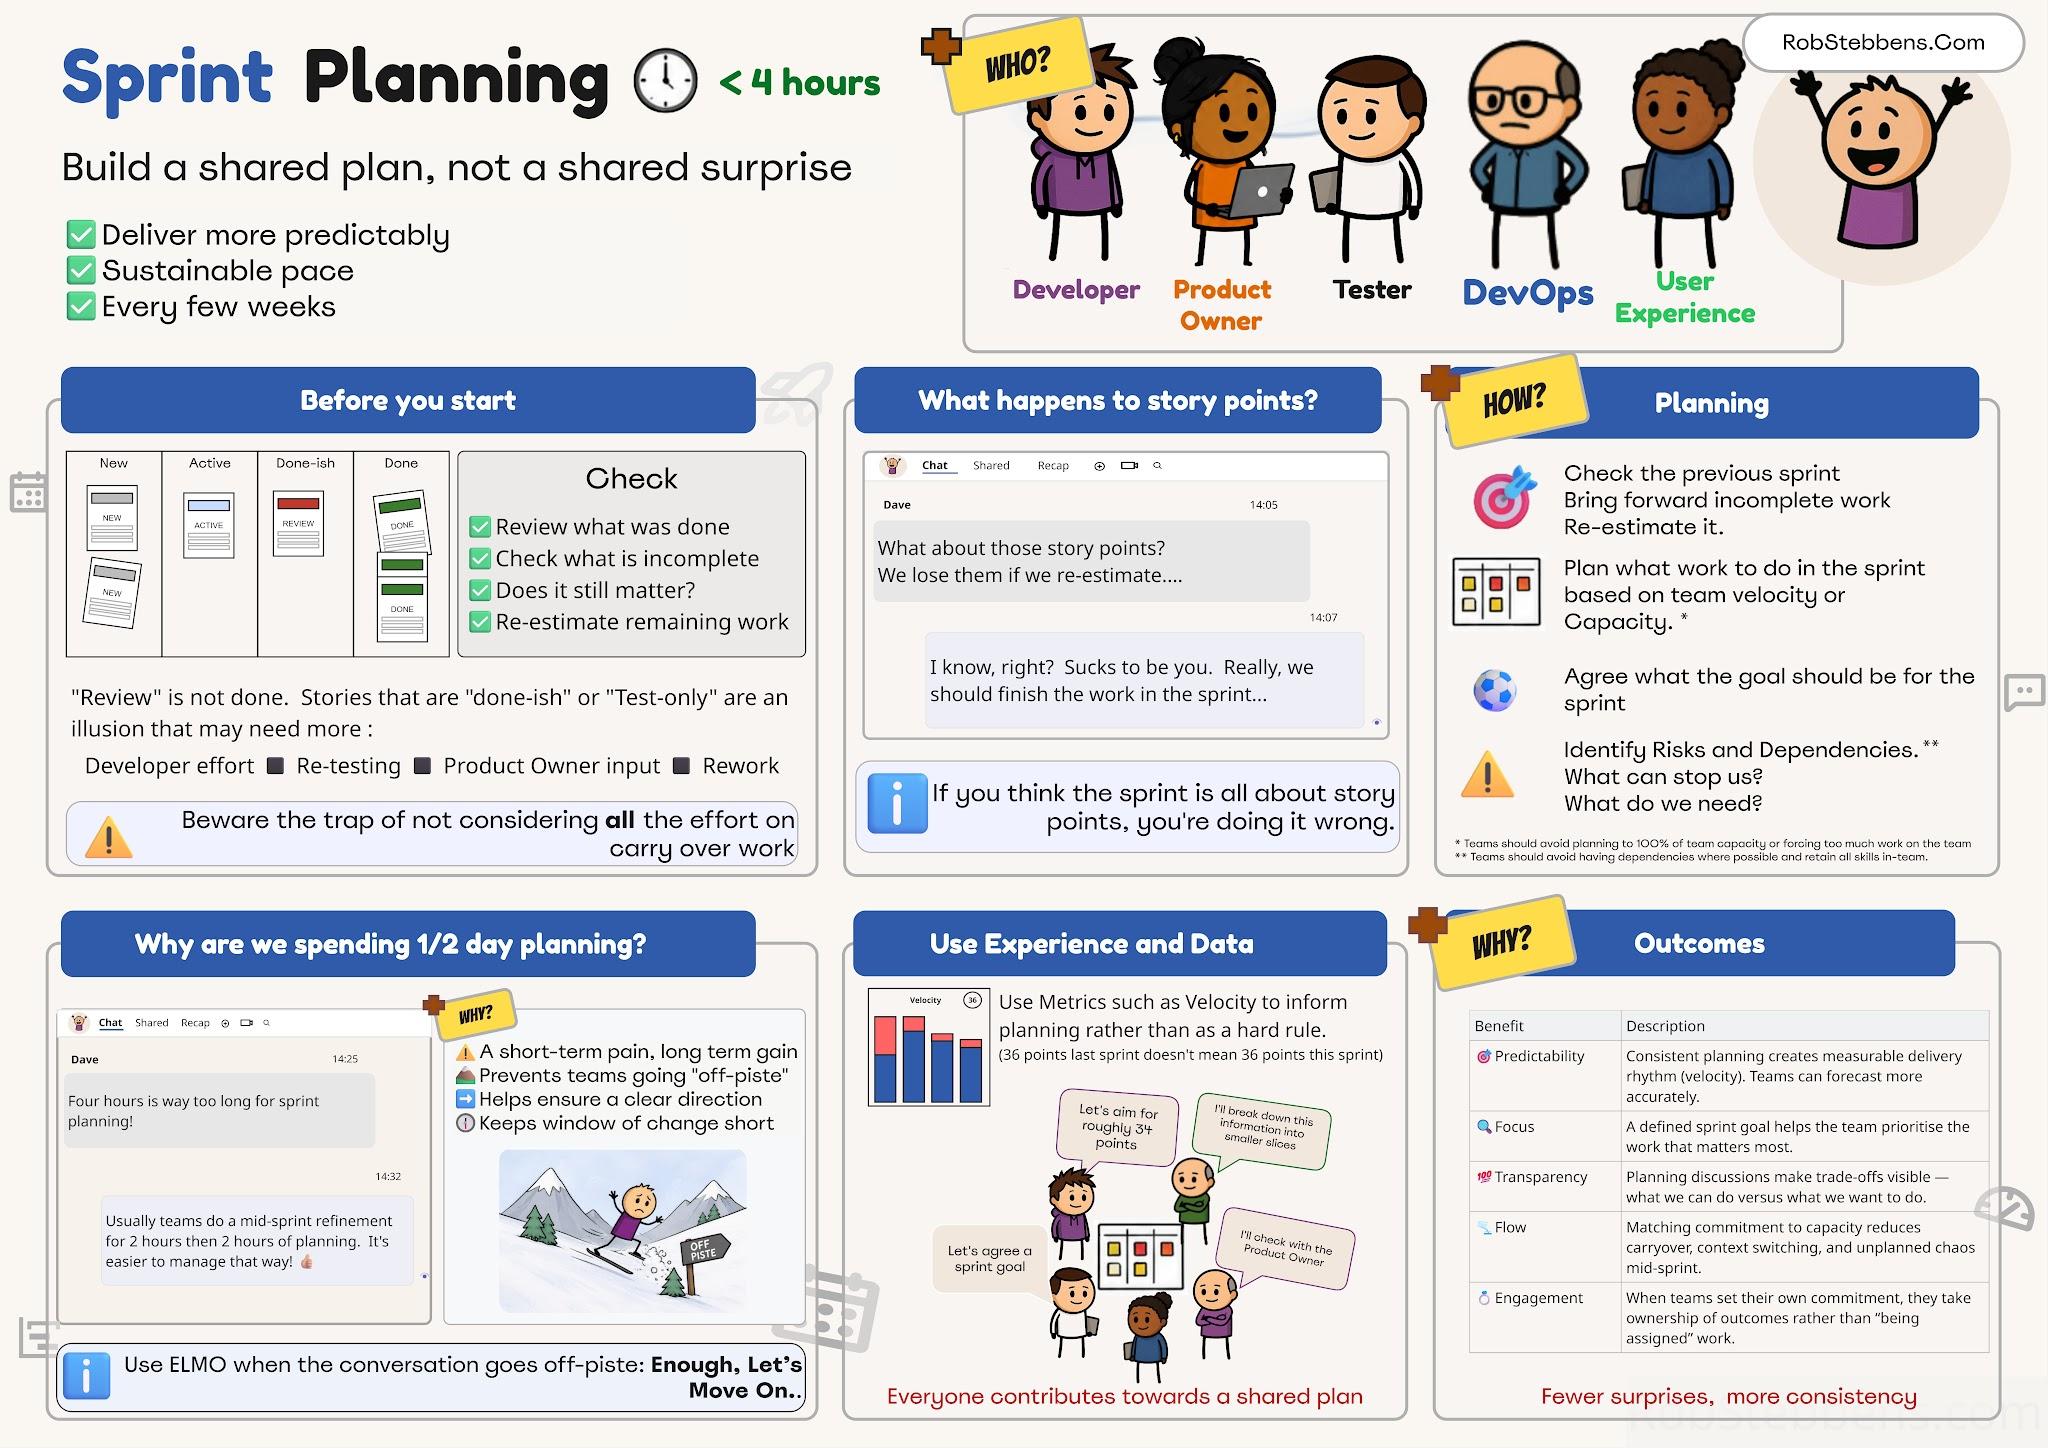 Sprint Planning < 4 hours
Build a shared plan, not a shared surprise
Deliver more predictably
Sustainable pace
Every few weeks
WHO?
RobStebbens.Com
Developer
Product
Owner
Tester
DevOps
User
Experience
Before you start
New Active Done-ish Done
NEW
ACTIVE
REVIEW
DONE
NEW
DONE
Check
Review what was done
Check what is incomplete
Does it still matter?
Re-estimate remaining work
"Review" is not done. Stories that are "done-ish" or "Test-only" are an
illusion that may need more :
Developer effort Re-testing Product Owner input Rework
Beware the trap of not considering all the effort on
carry over work
What happens to story points?
Chat Shared Recap
Dave 14:05
What about those story points?
We lose them if we re-estimate....
14:07
I know, right? Sucks to be you. Really, we
should finish the work in the sprint...
If you think the sprint is all about story
points, you're doing it wrong.
HOW?
Planning
Check the previous sprint
Bring forward incomplete work
Re-estimate it.
Plan what work to do in the sprint
based on team velocity or
Capacity. *
Agree what the goal should be for the
sprint
Identify Risks and Dependencies. **
What can stop us?
What do we need?
* Teams should avoid planning to 100% of team capacity or forcing too much work on the team
** Teams should avoid having dependencies where possible and retain all skills in-team.
Why are we spending 1/2 day planning?
Chat Shared Recap
Dave 14:25
Four hours is way too long for sprint
planning!
14:32
Usually teams do a mid-sprint refinement
for 2 hours then 2 hours of planning. It's
easier to manage that way! 👍
WHY?
A short-term pain, long term gain
Prevents teams going "off-piste"
Helps ensure a clear direction
Keeps window of change short
OFF
PISTE
Use ELMO when the conversation goes off-piste: Enough, Let's
Move On..
Use Experience and Data
Velocity 36
Use Metrics such as Velocity to inform
planning rather than as a hard rule.
(36 points last sprint doesn't mean 36 points this sprint)
Let's aim for
roughly 34
points
I'll break down this
information into
smaller slices
Let's agree a
sprint goal
I'll check with the
Product Owner
Everyone contributes towards a shared plan
WHY?
Outcomes
Benefit Description
Predictability Consistent planning creates measurable delivery
rhythm (velocity). Teams can forecast more
accurately.
Focus A defined sprint goal helps the team prioritise the
work that matters most.
Transparency Planning discussions make trade-offs visible —
what we can do versus what we want to do.
Flow Matching commitment to capacity reduces
carryover, context switching, and unplanned chaos
mid-sprint.
Engagement When teams set their own commitment, they take
ownership of outcomes rather than “being
assigned” work.
Fewer surprises, more consistency
RobStebbens.com